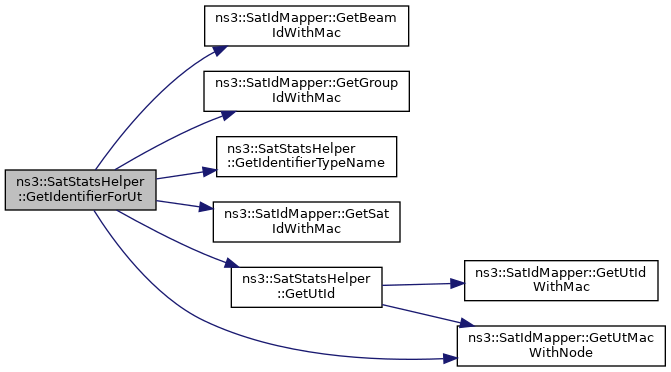 ns3::SatStatsHelper
::GetIdentifierForUt
ns3::SatIdMapper::GetBeam
IdWithMac
ns3::SatIdMapper::GetGroup
IdWithMac
ns3::SatStatsHelper
::GetIdentifierTypeName
ns3::SatIdMapper::GetSat
IdWithMac
ns3::SatStatsHelper
::GetUtId
ns3::SatIdMapper::GetUtId
WithMac
ns3::SatIdMapper::GetUtMac
WithNode